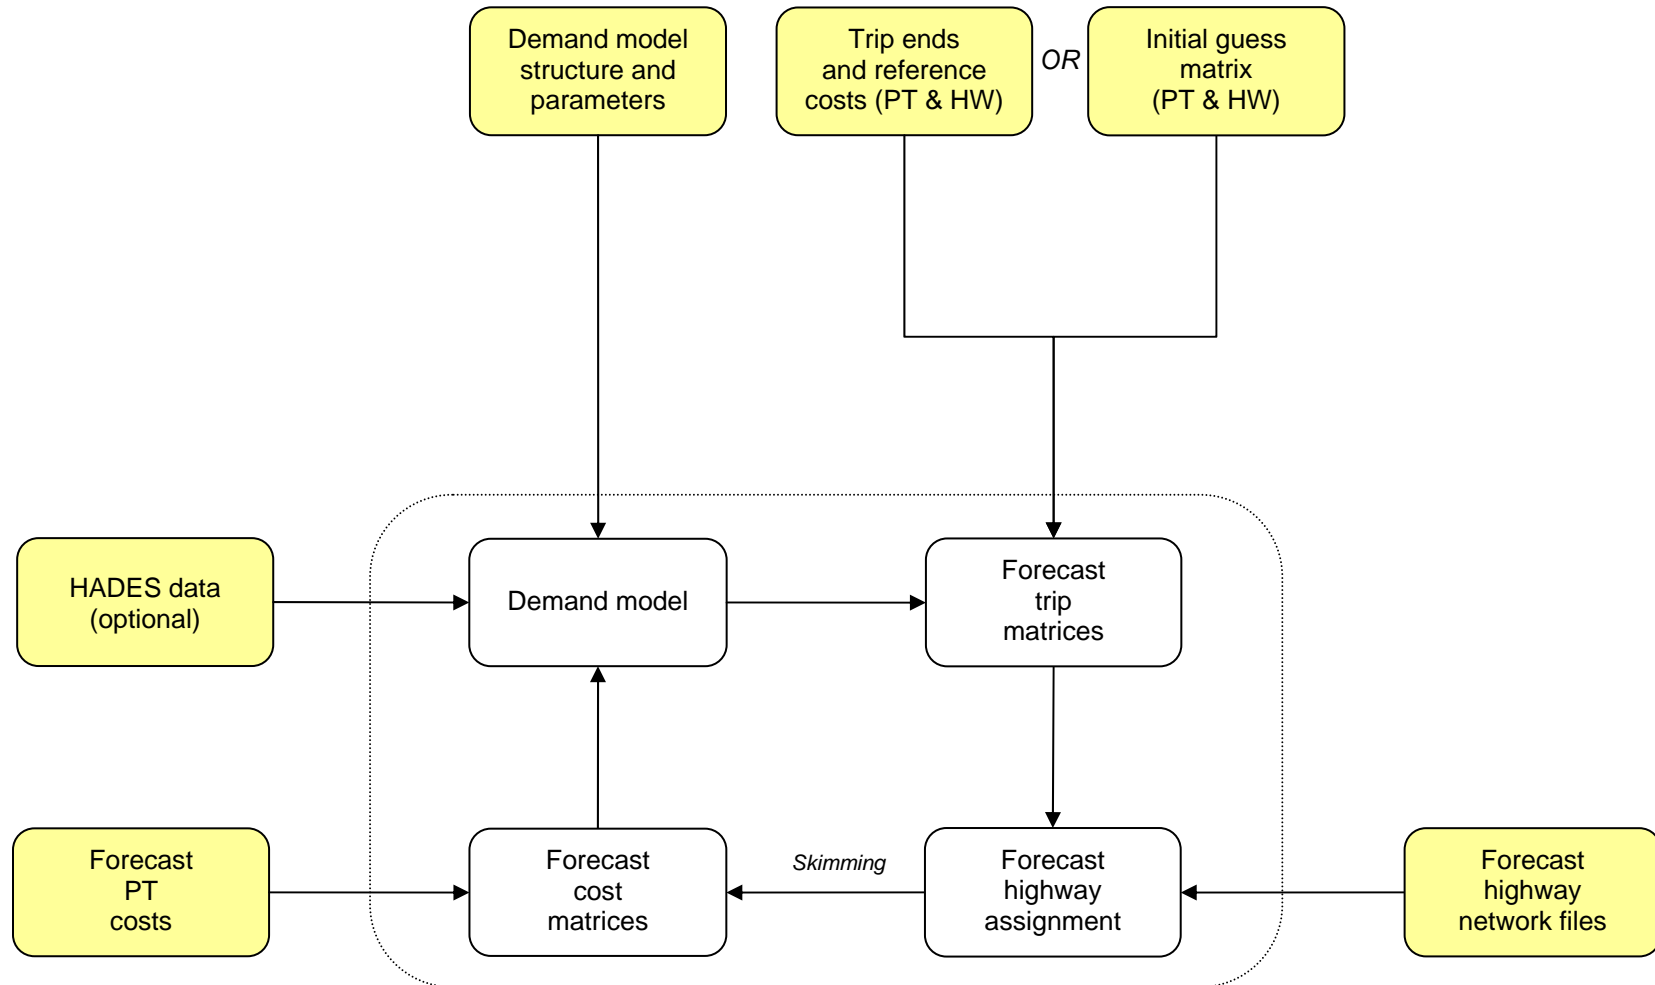 Demand model
structure and
parameters
Trip ends
and reference
costs (PT & HW)
OR
Initial guess
matrix
(PT & HW)
HADES data
(optional)
Demand model
Forecast
trip
matrices
Forecast
PT
costs
Forecast
cost
matrices
Skimming
Forecast
highway
assignment
Forecast
highway
network files